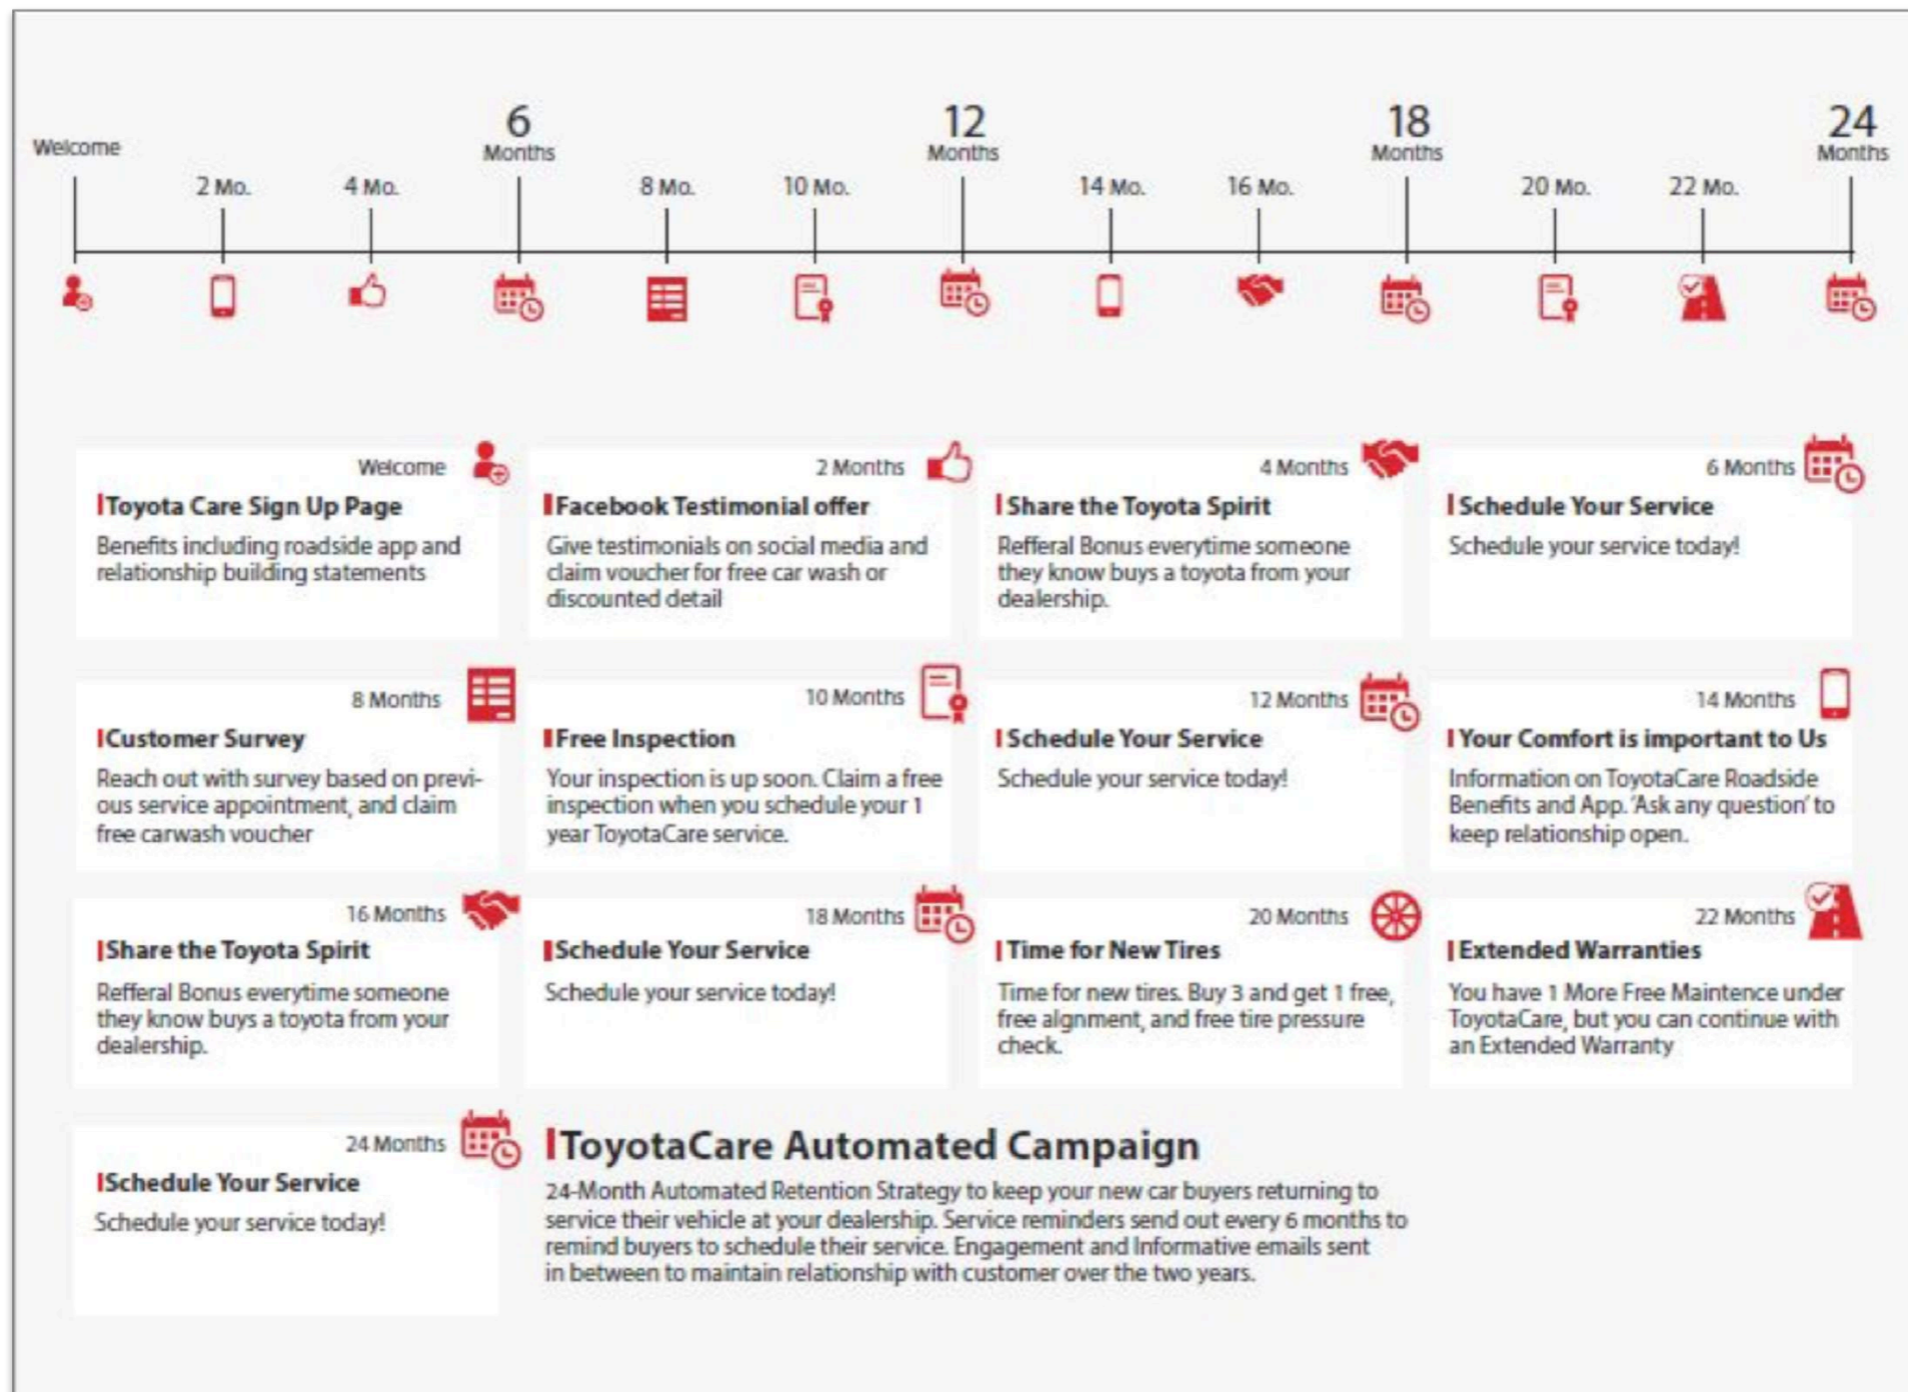 Welcome
2 Mo.
4 Mo.
6
Months
8 Mo.
10 Mo.
12
Months
14 Mo.
16 Mo.
18
Months
20 Mo.
22 Mo.
24
Months
Welcome
Toyota Care Sign Up Page
Benefits including roadside app and
relationship building statements
2 Months
Facebook Testimonial offer
Give testimonials on social media and
claim voucher for free car wash or
discounted detail
4 Months
Share the Toyota Spirit
Refferal Bonus everytime someone
they know buys a toyota from your
dealership.
6 Months
Schedule Your Service
Schedule your service today!
8 Months
Customer Survey
Reach out with survey based on previ-
ous service appointment, and claim
free carwash voucher
10 Months
Free Inspection
Your inspection is up soon. Claim a free
inspection when you schedule your 1
year ToyotaCare service.
12 Months
Schedule Your Service
Schedule your service today!
14 Months
Your Comfort is important to Us
Information on ToyotaCare Roadside
Benefits and App. 'Ask any question' to
keep relationship open.
16 Months
Share the Toyota Spirit
Refferal Bonus everytime someone
they know buys a toyota from your
dealership.
18 Months
Schedule Your Service
Schedule your service today!
20 Months
Time for New Tires
Time for new tires. Buy 3 and get 1 free,
free algnment, and free tire pressure
check.
22 Months
Extended Warranties
You have 1 More Free Maintence under
ToyotaCare, but you can continue with
an Extended Warranty
24 Months
Schedule Your Service
Schedule your service today!
ToyotaCare Automated Campaign
24-Month Automated Retention Strategy to keep your new car buyers returning to
service their vehicle at your dealership. Service reminders send out every 6 months to
remind buyers to schedule their service. Engagement and Informative emails sent
in between to maintain relationship with customer over the two years.